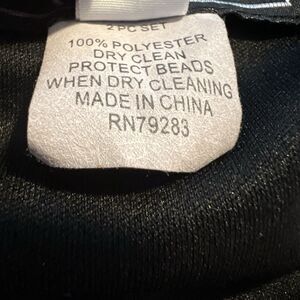 2 PC SET
100% POLYESTER
DRY CLEAN
PROTECT BEADS
WHEN DRY CLEANING
MADE IN CHINA
RN79283